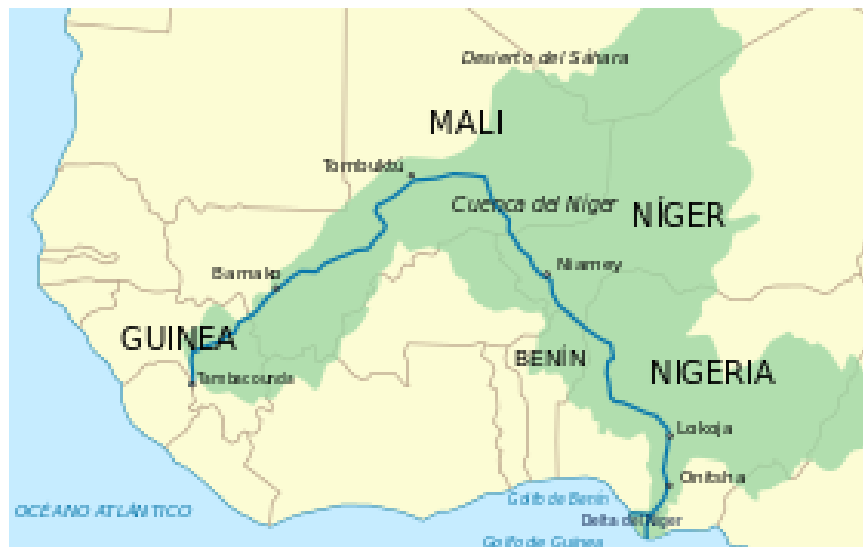 Desierto del Sáhara
MALI
Tombuktú
Cuenca del Níger
NÍGER
Niamey
Bamako
GUINEA
BENÍN
NIGERIA
Tambacounda
Lokoja
Onitsha
Golfo de Benín
OCÉANO ATLÁNTICO
Delta del Níger
Golfo de Guinea